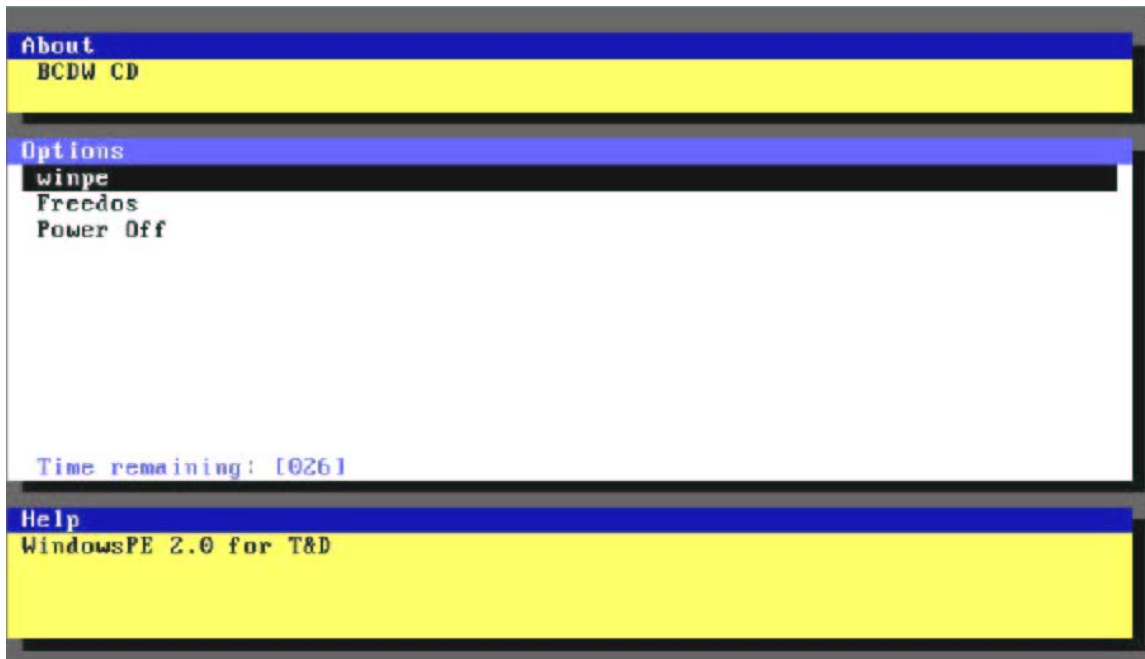 About
BCDW CD
Options
winpe
Freedos
Power Off
Time remaining: [026]
Help
WindowsPE 2.0 for T&D